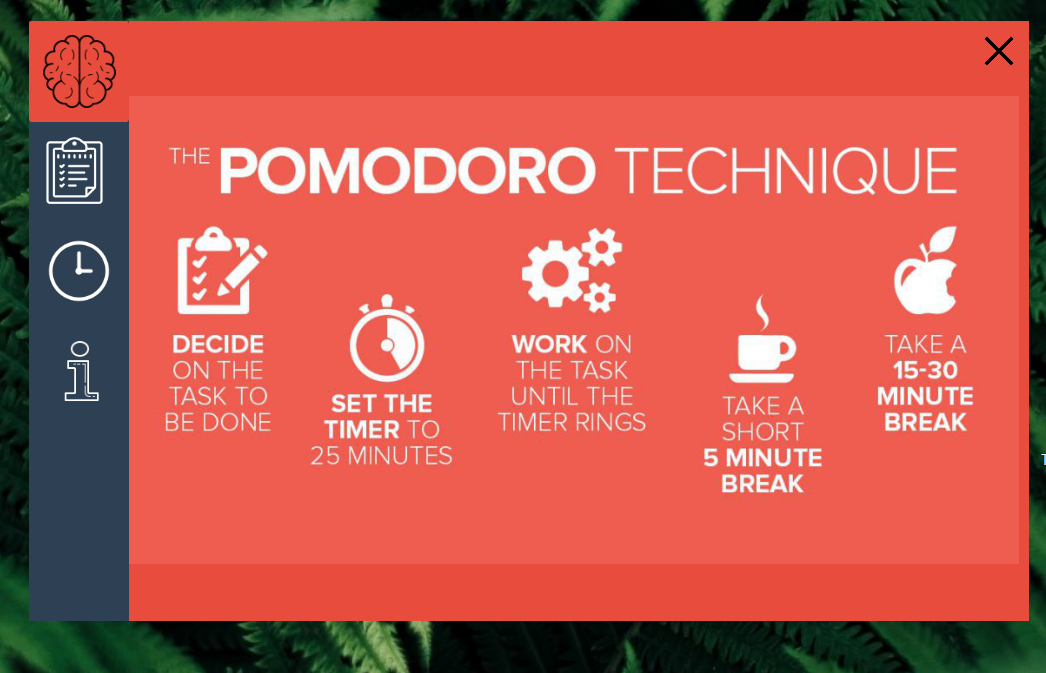 THE POMODORO TECHNIQUE
DECIDE
ON THE
TASK TO
BE DONE
SET THE
TIMER TO
25 MINUTES
WORK ON
THE TASK
UNTIL THE
TIMER RINGS
TAKE A
SHORT
5 MINUTE
BREAK
TAKE A
15-30
MINUTE
BREAK